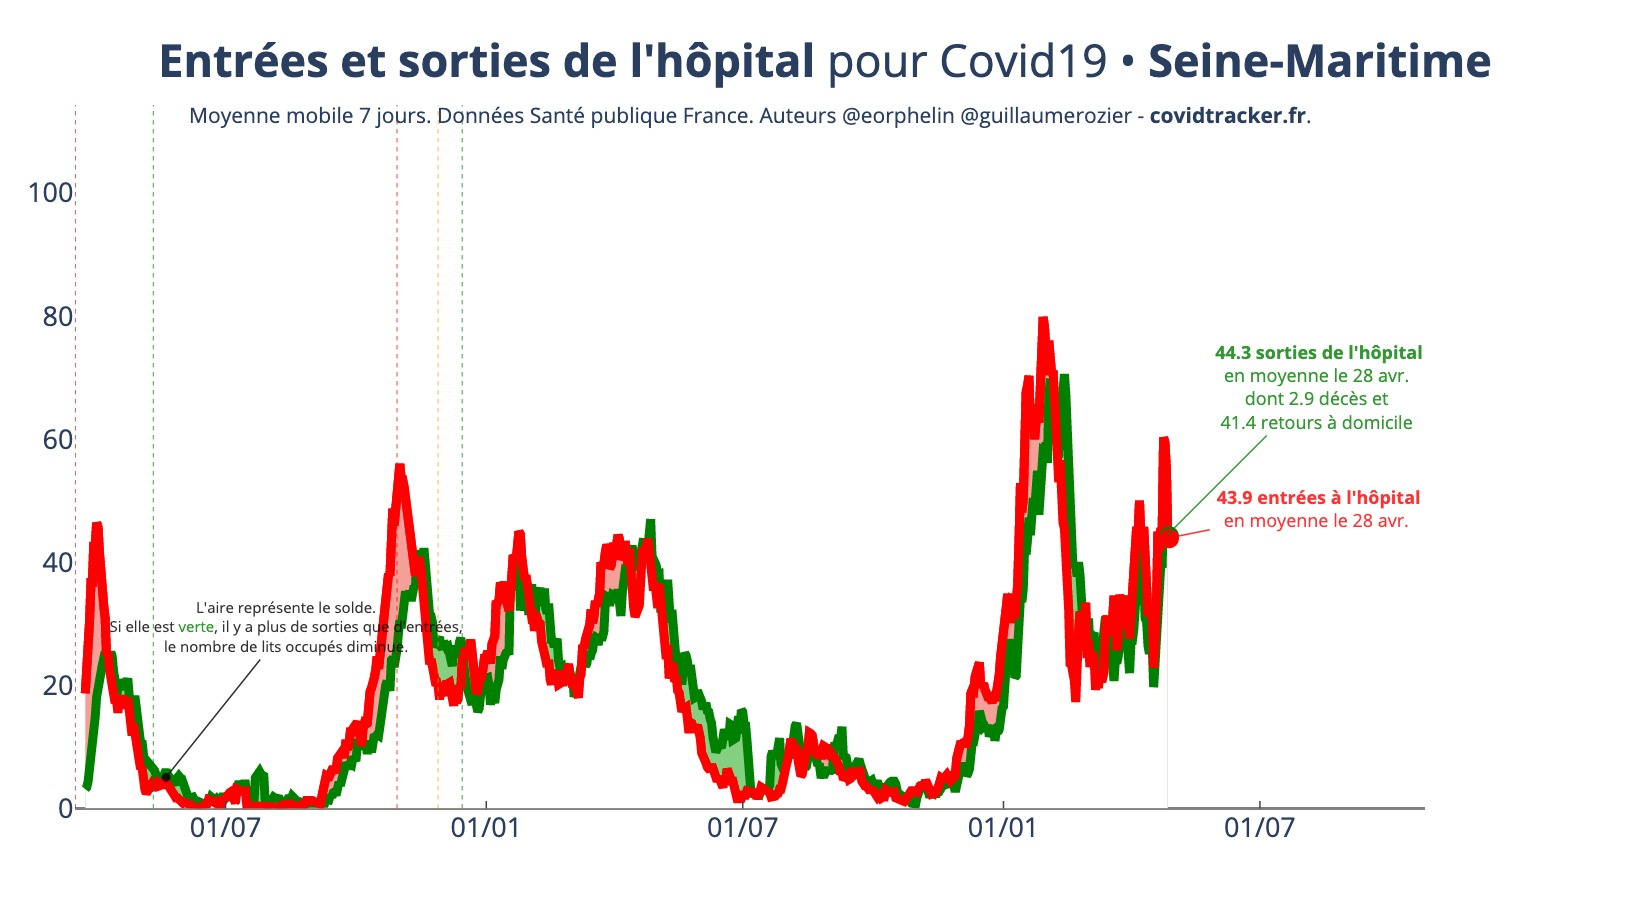 Entrées et sorties de l'hôpital pour Covid19 • Seine-Maritime
Moyenne mobile 7 jours. Données Santé publique France. Auteurs @eorphelin @guillaumerozier - covidtracker.fr.
100
80
60
40
20
0
44.3 sorties de l'hôpital
en moyenne le 28 avr.
dont 2.9 décès et
41.4 retours à domicile
43.9 entrées à l'hôpital
en moyenne le 28 avr.
L'aire représente le solde.
Si elle est verte, il y a plus de sorties que d'entrées,
le nombre de lits occupés diminue.
01/07
01/01
01/07
01/01
01/07